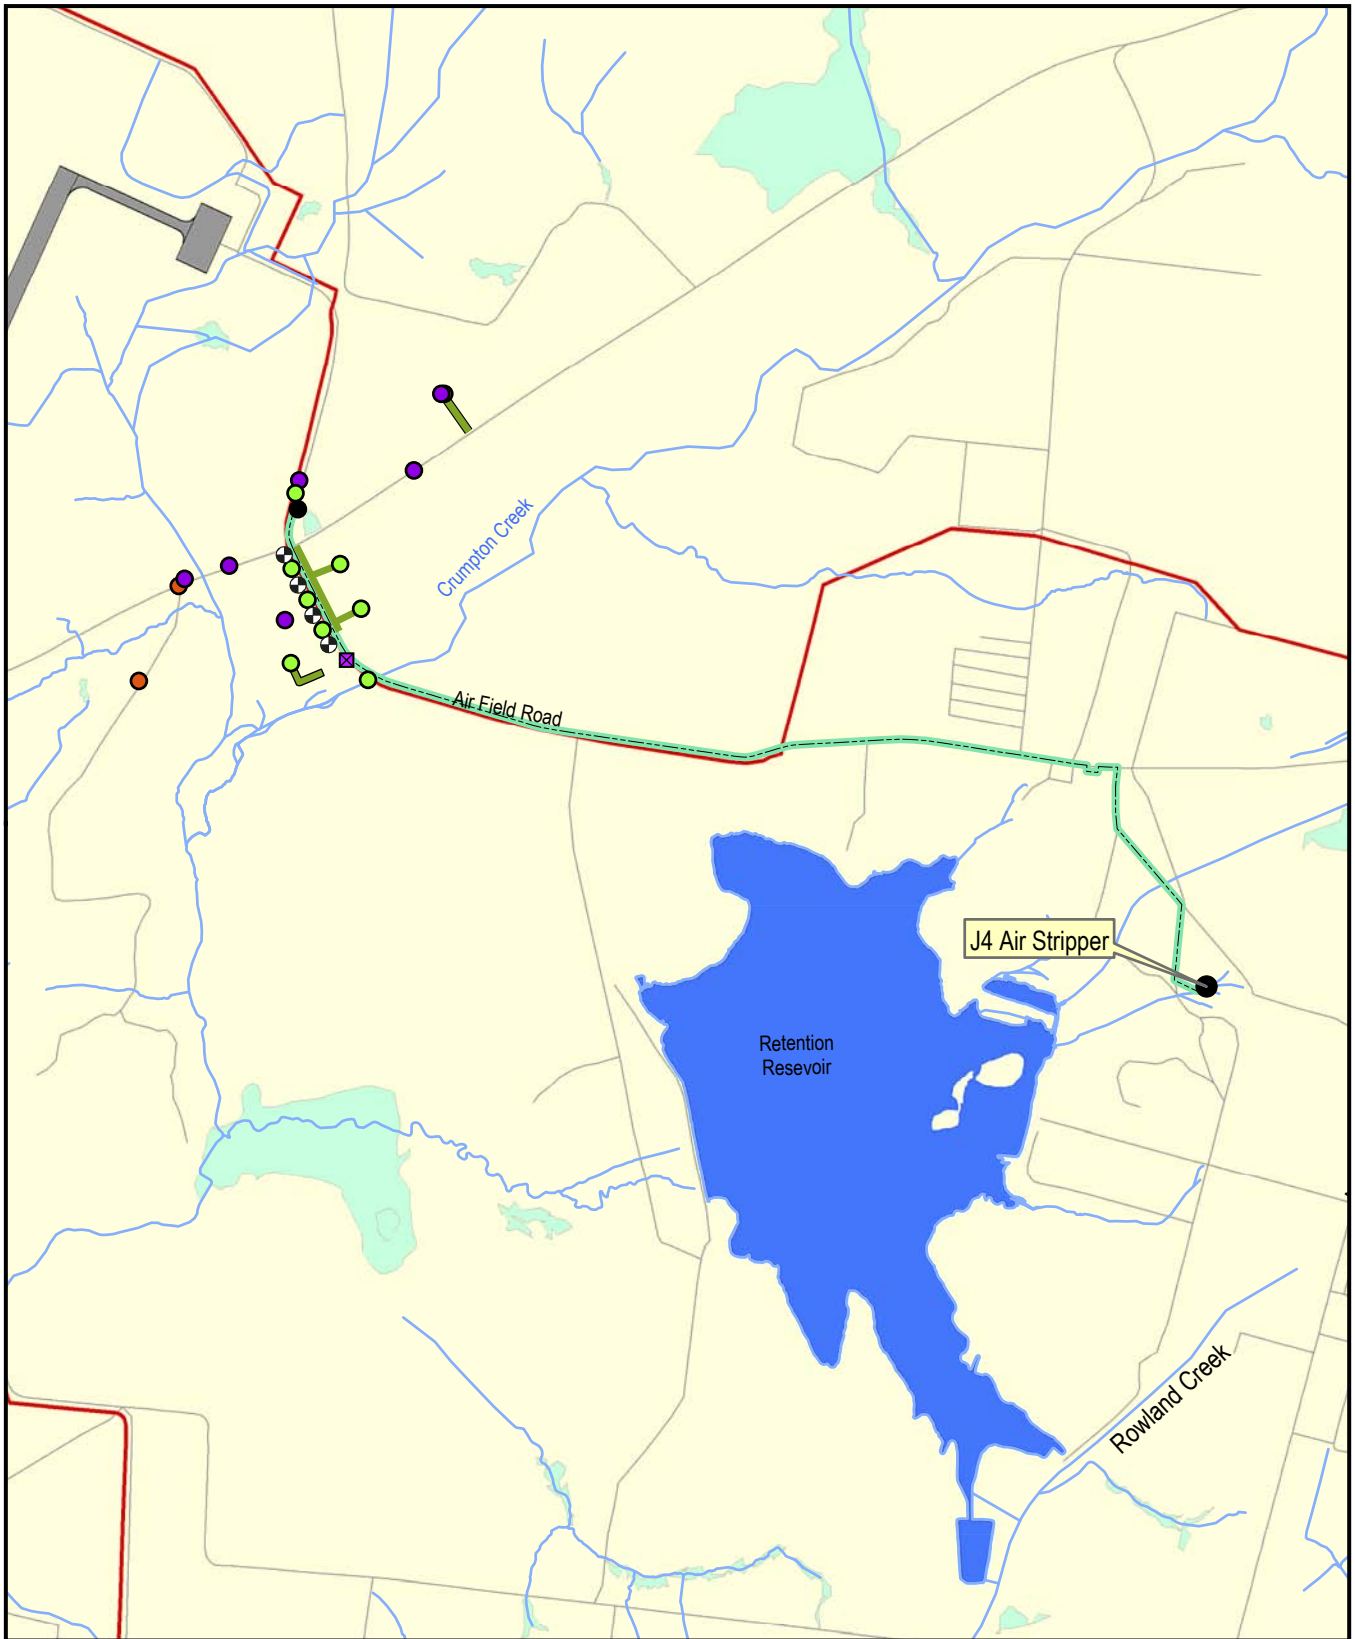 Crumpton Creek
Air Field Road
J4 Air Stripper
Retention
Resevoir
Rowland Creek